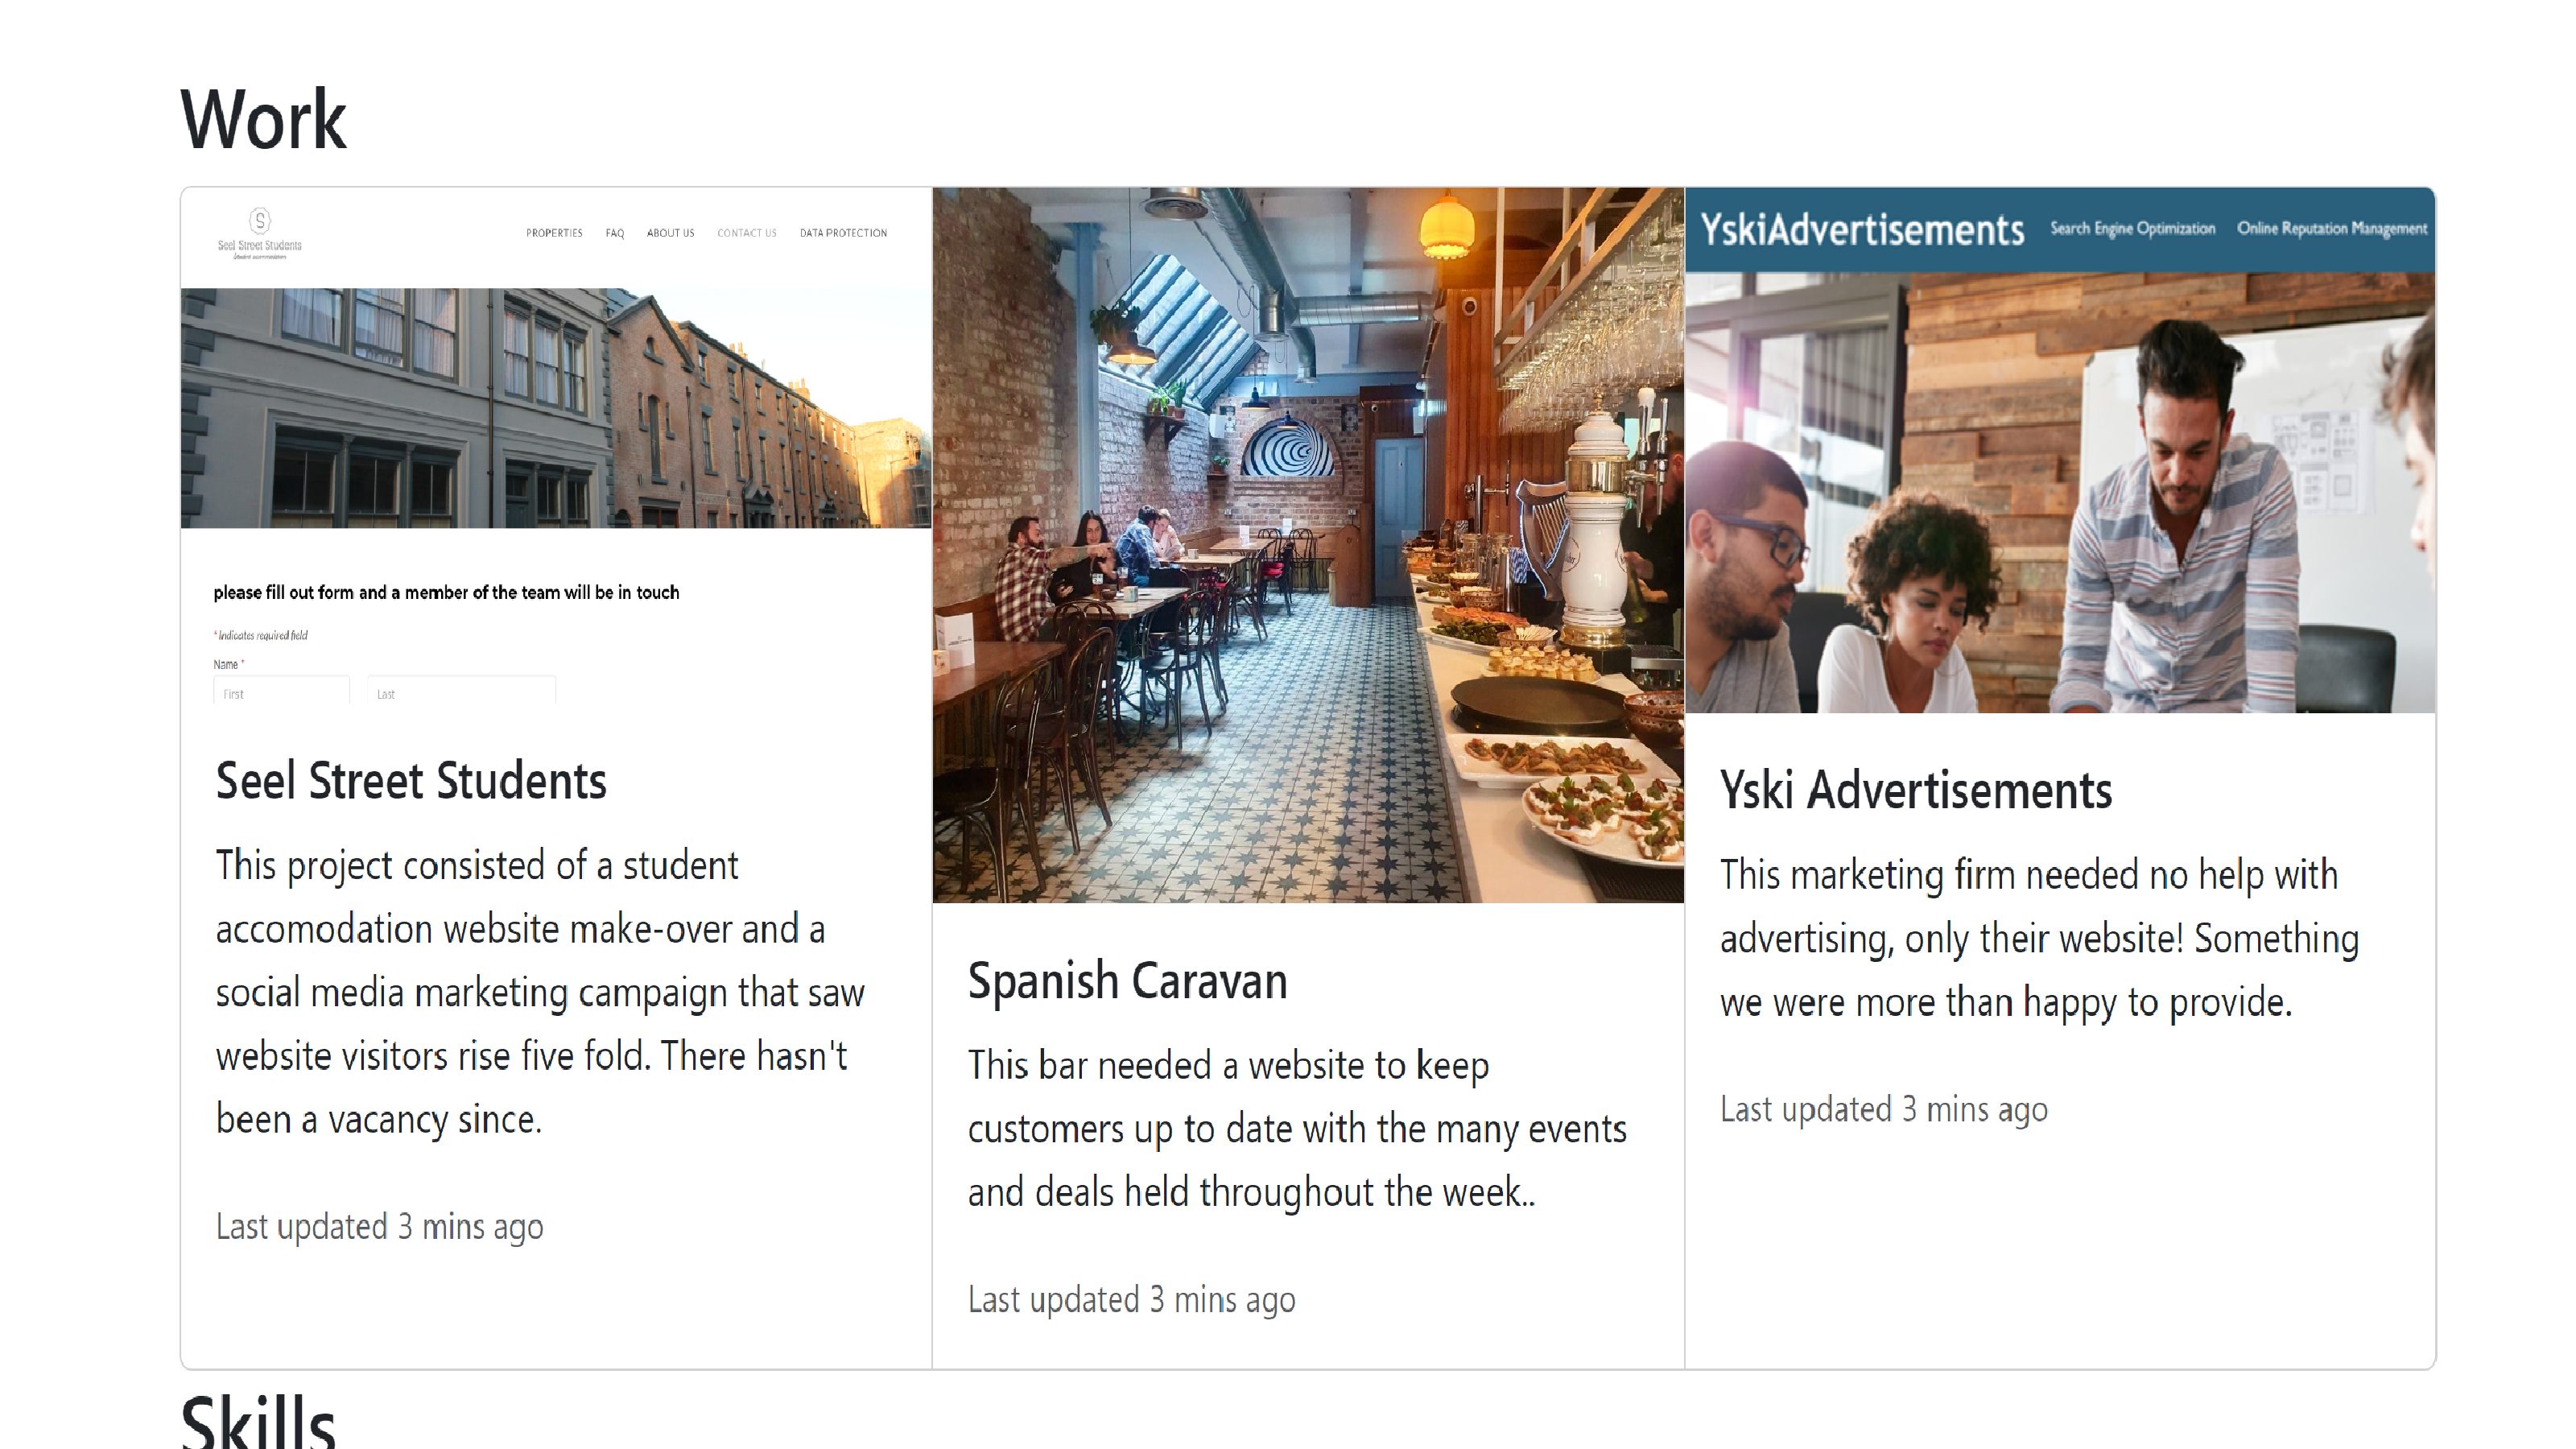 Work
S
Seel Street Students
Student accommodation
PROPERTIES FAQ ABOUT US CONTACT US DATA PROTECTION
please fill out form and a member of the team will be in touch
* Indicates required field
Name *
First Last
Seel Street Students
This project consisted of a student
accomodation website make-over and a
social media marketing campaign that saw
website visitors rise five fold. There hasn't
been a vacancy since.
Last updated 3 mins ago
Spanish Caravan
This bar needed a website to keep
customers up to date with the many events
and deals held throughout the week..
Last updated 3 mins ago
YskiAdvertisements Search Engine Optimization Online Reputation Management
Yski Advertisements
This marketing firm needed no help with
advertising, only their website! Something
we were more than happy to provide.
Last updated 3 mins ago
Skills